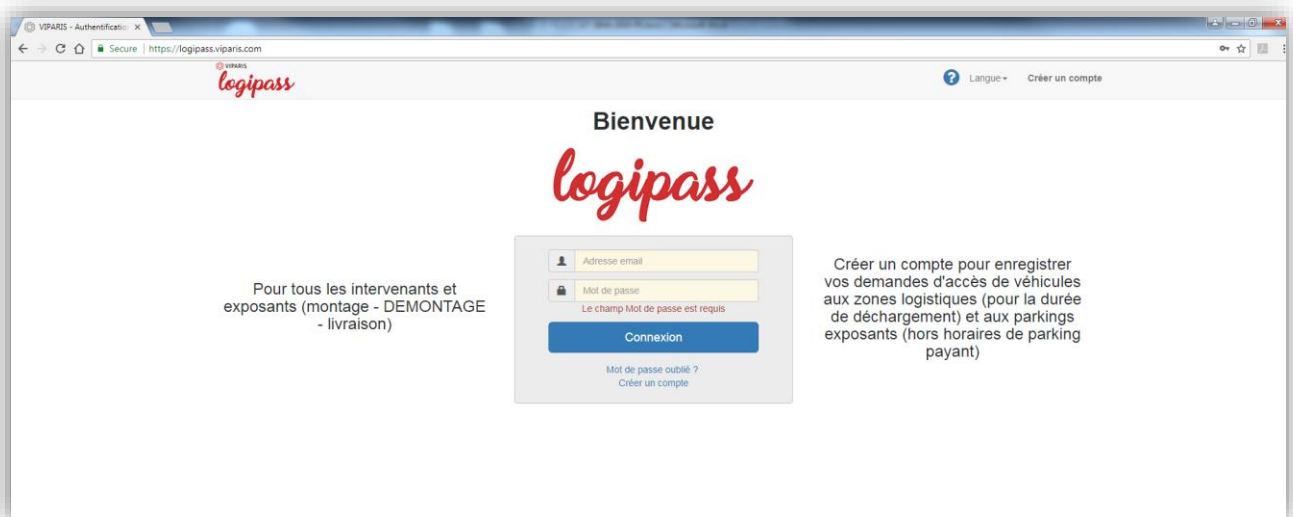 VIPARIS - Authentificatio
Secure | https://logipass.viparis.com
VIPARIS
logipass
? Langue Créer un compte
Bienvenue
logipass
Pour tous les intervenants et
exposants (montage - DEMONTAGE
- livraison)
Adresse email
Mot de passe
Le champ Mot de passe est requis
Connexion
Mot de passe oublié ?
Créer un compte
Créer un compte pour enregistrer
vos demandes d'accès de véhicules
aux zones logistiques (pour la durée
de déchargement) et aux parkings
exposants (hors horaires de parking
payant)